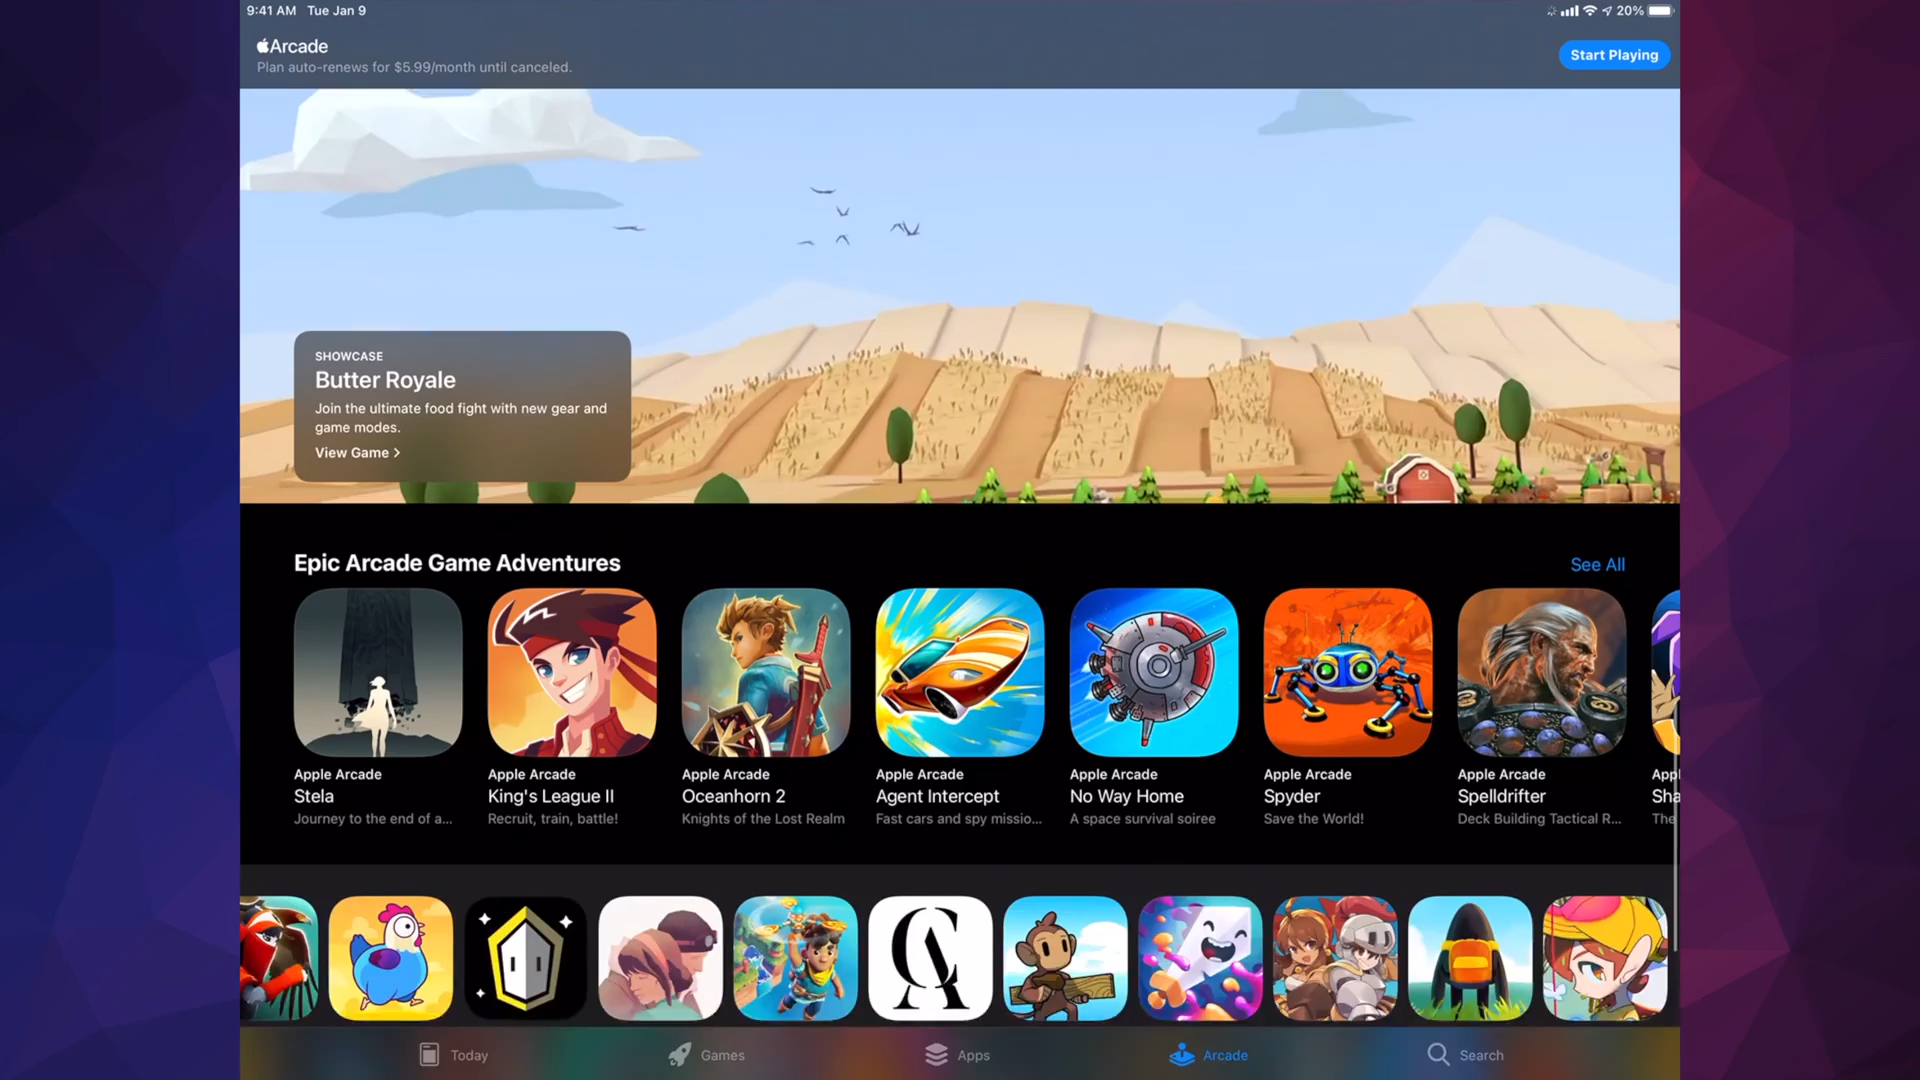 9:41 AM Tue Jan 9
20%
Arcade
Plan auto-renews for $5.99/month until canceled.
Start Playing
SHOWCASE
Butter Royale
Join the ultimate food fight with new gear and
game modes.
View Game >
Epic Arcade Game Adventures
See All
Apple Arcade
Stela
Journey to the end of a...
Apple Arcade
King's League II
Recruit, train, battle!
Apple Arcade
Oceanhorn 2
Knights of the Lost Realm
Apple Arcade
Agent Intercept
Fast cars and spy missio...
Apple Arcade
No Way Home
A space survival soiree
Apple Arcade
Spyder
Save the World!
Apple Arcade
Spelldrifter
Deck Building Tactical R...
Appl
Sha
The
Today
Games
Apps
Arcade
Search